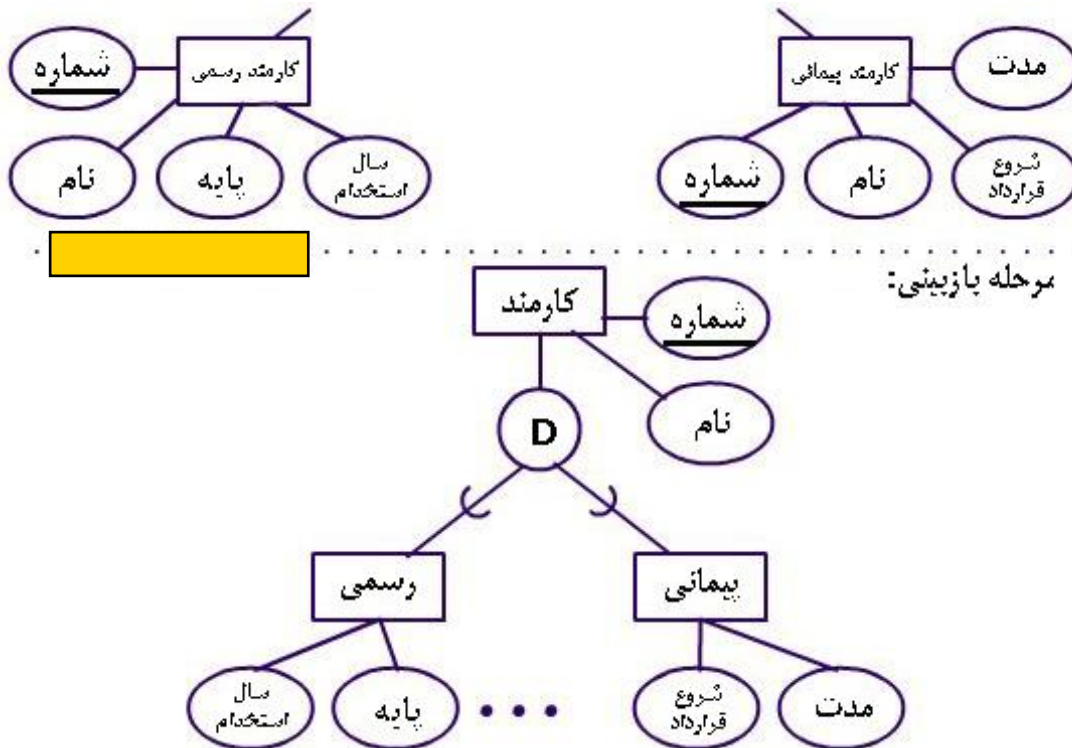 کارمند پیمانی
مدت
شماره
نام
شروع
قرارداد
کارمند رسمی
شماره
نام
پایه
سال
استخدام
مرحله بازبینی:
کارمند
شماره
نام
D
پیمانی
رسمی
مدت
شروع
قرارداد
پایه
سال
استخدام